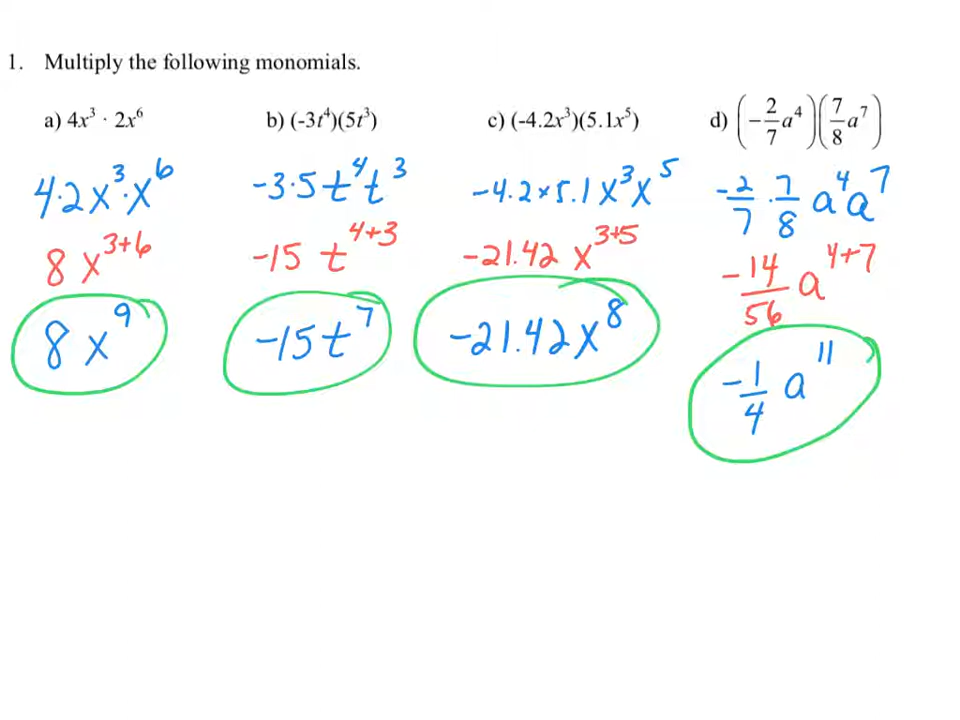 1. Multiply the following monomials.
a) 4x³ · 2x⁶
b) (-3t⁴)(5t³)
c) (-4.2x³)(5.1x⁵)
d) (-2/7 a⁴)(7/8 a⁷)
4·2x³·x⁶
-3·5t⁴t³
-4.2×5.1x³x⁵
-2/7 · 7/8 a⁴a⁷
8x³⁺⁶
-15t⁴⁺³
-21.42x³⁺⁵
-14/56 a⁴⁺⁷
8x⁹
-15t⁷
-21.42x⁸
-1/4 a¹¹